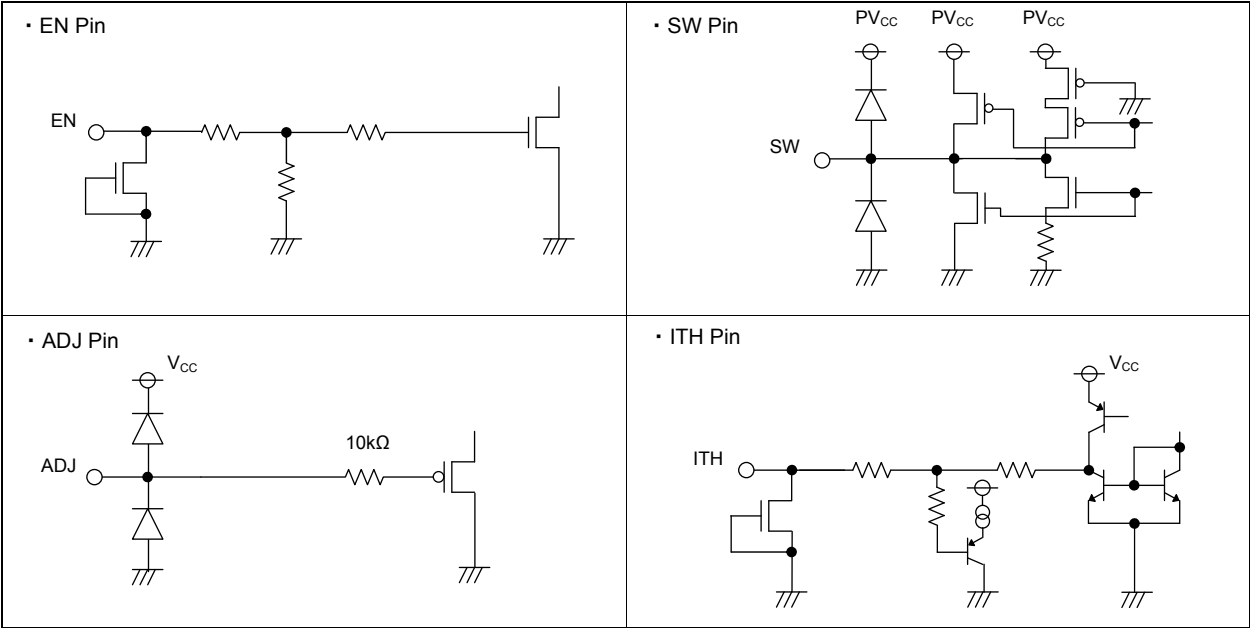 ・EN Pin
EN
・SW Pin
PVCC PVCC PVCC
SW
・ADJ Pin
VCC
ADJ
10kΩ
・ITH Pin
VCC
ITH